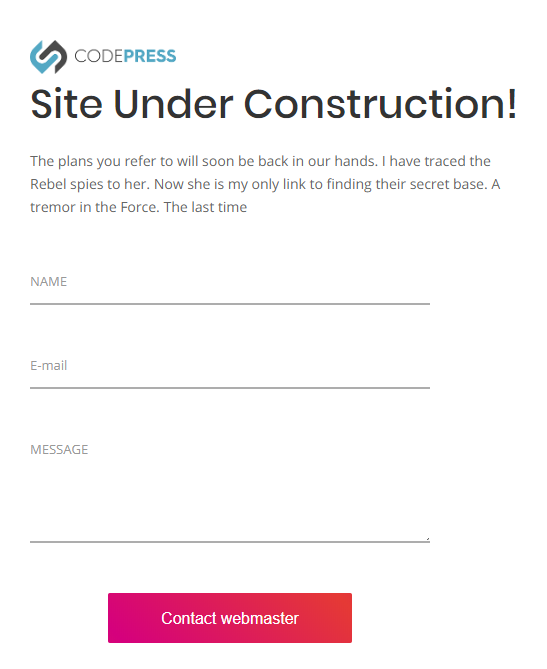 CODEPRESS
Site Under Construction!
The plans you refer to will soon be back in our hands. I have traced the
Rebel spies to her. Now she is my only link to finding their secret base. A
tremor in the Force. The last time
NAME
E-mail
MESSAGE
Contact webmaster